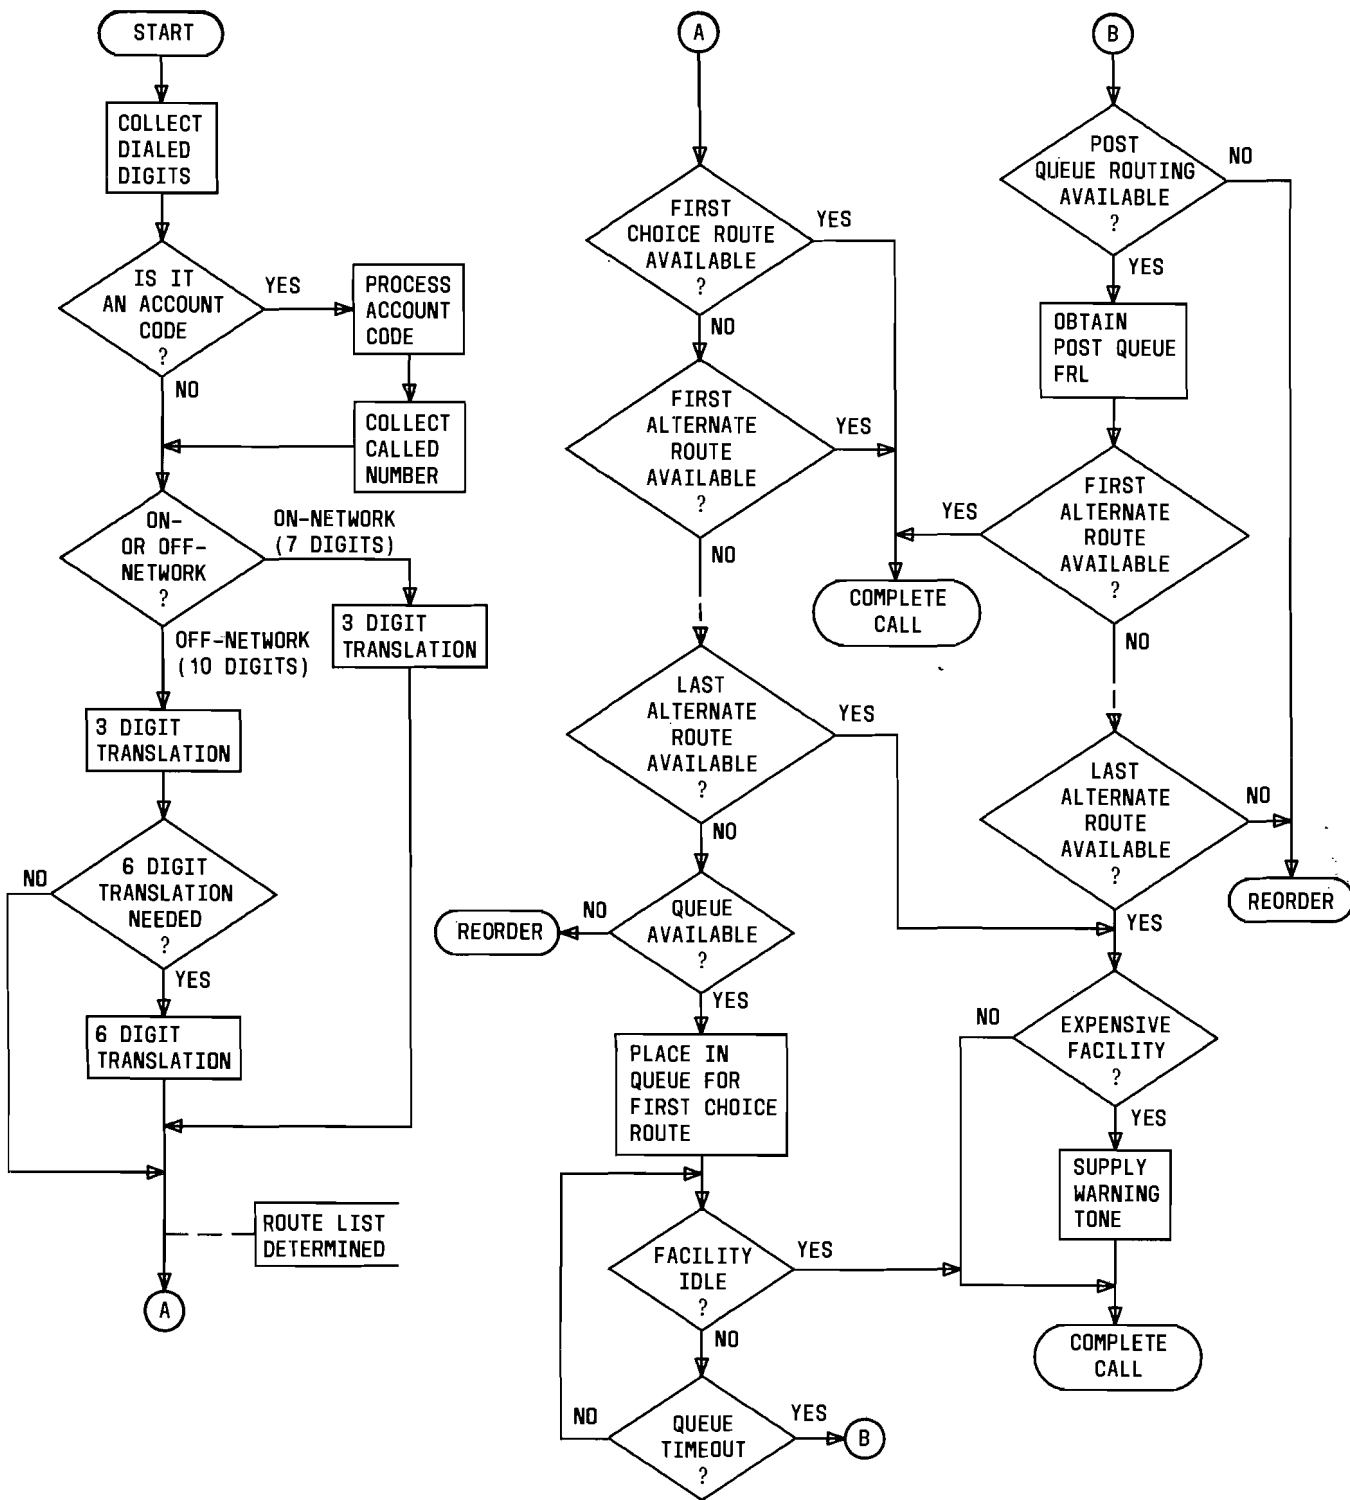 START
COLLECT
DIALED
DIGITS
IS IT
AN ACCOUNT
CODE
?
YES
NO
PROCESS
ACCOUNT
CODE
COLLECT
CALLED
NUMBER
ON-
OR OFF-
NETWORK
?
ON-NETWORK
(7 DIGITS)
3 DIGIT
TRANSLATION
OFF-NETWORK
(10 DIGITS)
3 DIGIT
TRANSLATION
6 DIGIT
TRANSLATION
NEEDED
?
NO
YES
6 DIGIT
TRANSLATION
ROUTE LIST
DETERMINED
A
A
FIRST
CHOICE ROUTE
AVAILABLE
?
YES
NO
FIRST
ALTERNATE
ROUTE
AVAILABLE
?
YES
NO
COMPLETE
CALL
LAST
ALTERNATE
ROUTE
AVAILABLE
?
YES
NO
QUEUE
AVAILABLE
?
NO
REORDER
YES
PLACE IN
QUEUE FOR
FIRST CHOICE
ROUTE
FACILITY
IDLE
?
YES
NO
QUEUE
TIMEOUT
?
NO
YES
B
B
POST
QUEUE ROUTING
AVAILABLE
?
NO
YES
OBTAIN
POST QUEUE
FRL
FIRST
ALTERNATE
ROUTE
AVAILABLE
?
YES
NO
LAST
ALTERNATE
ROUTE
AVAILABLE
?
NO
REORDER
YES
EXPENSIVE
FACILITY
?
NO
YES
SUPPLY
WARNING
TONE
COMPLETE
CALL